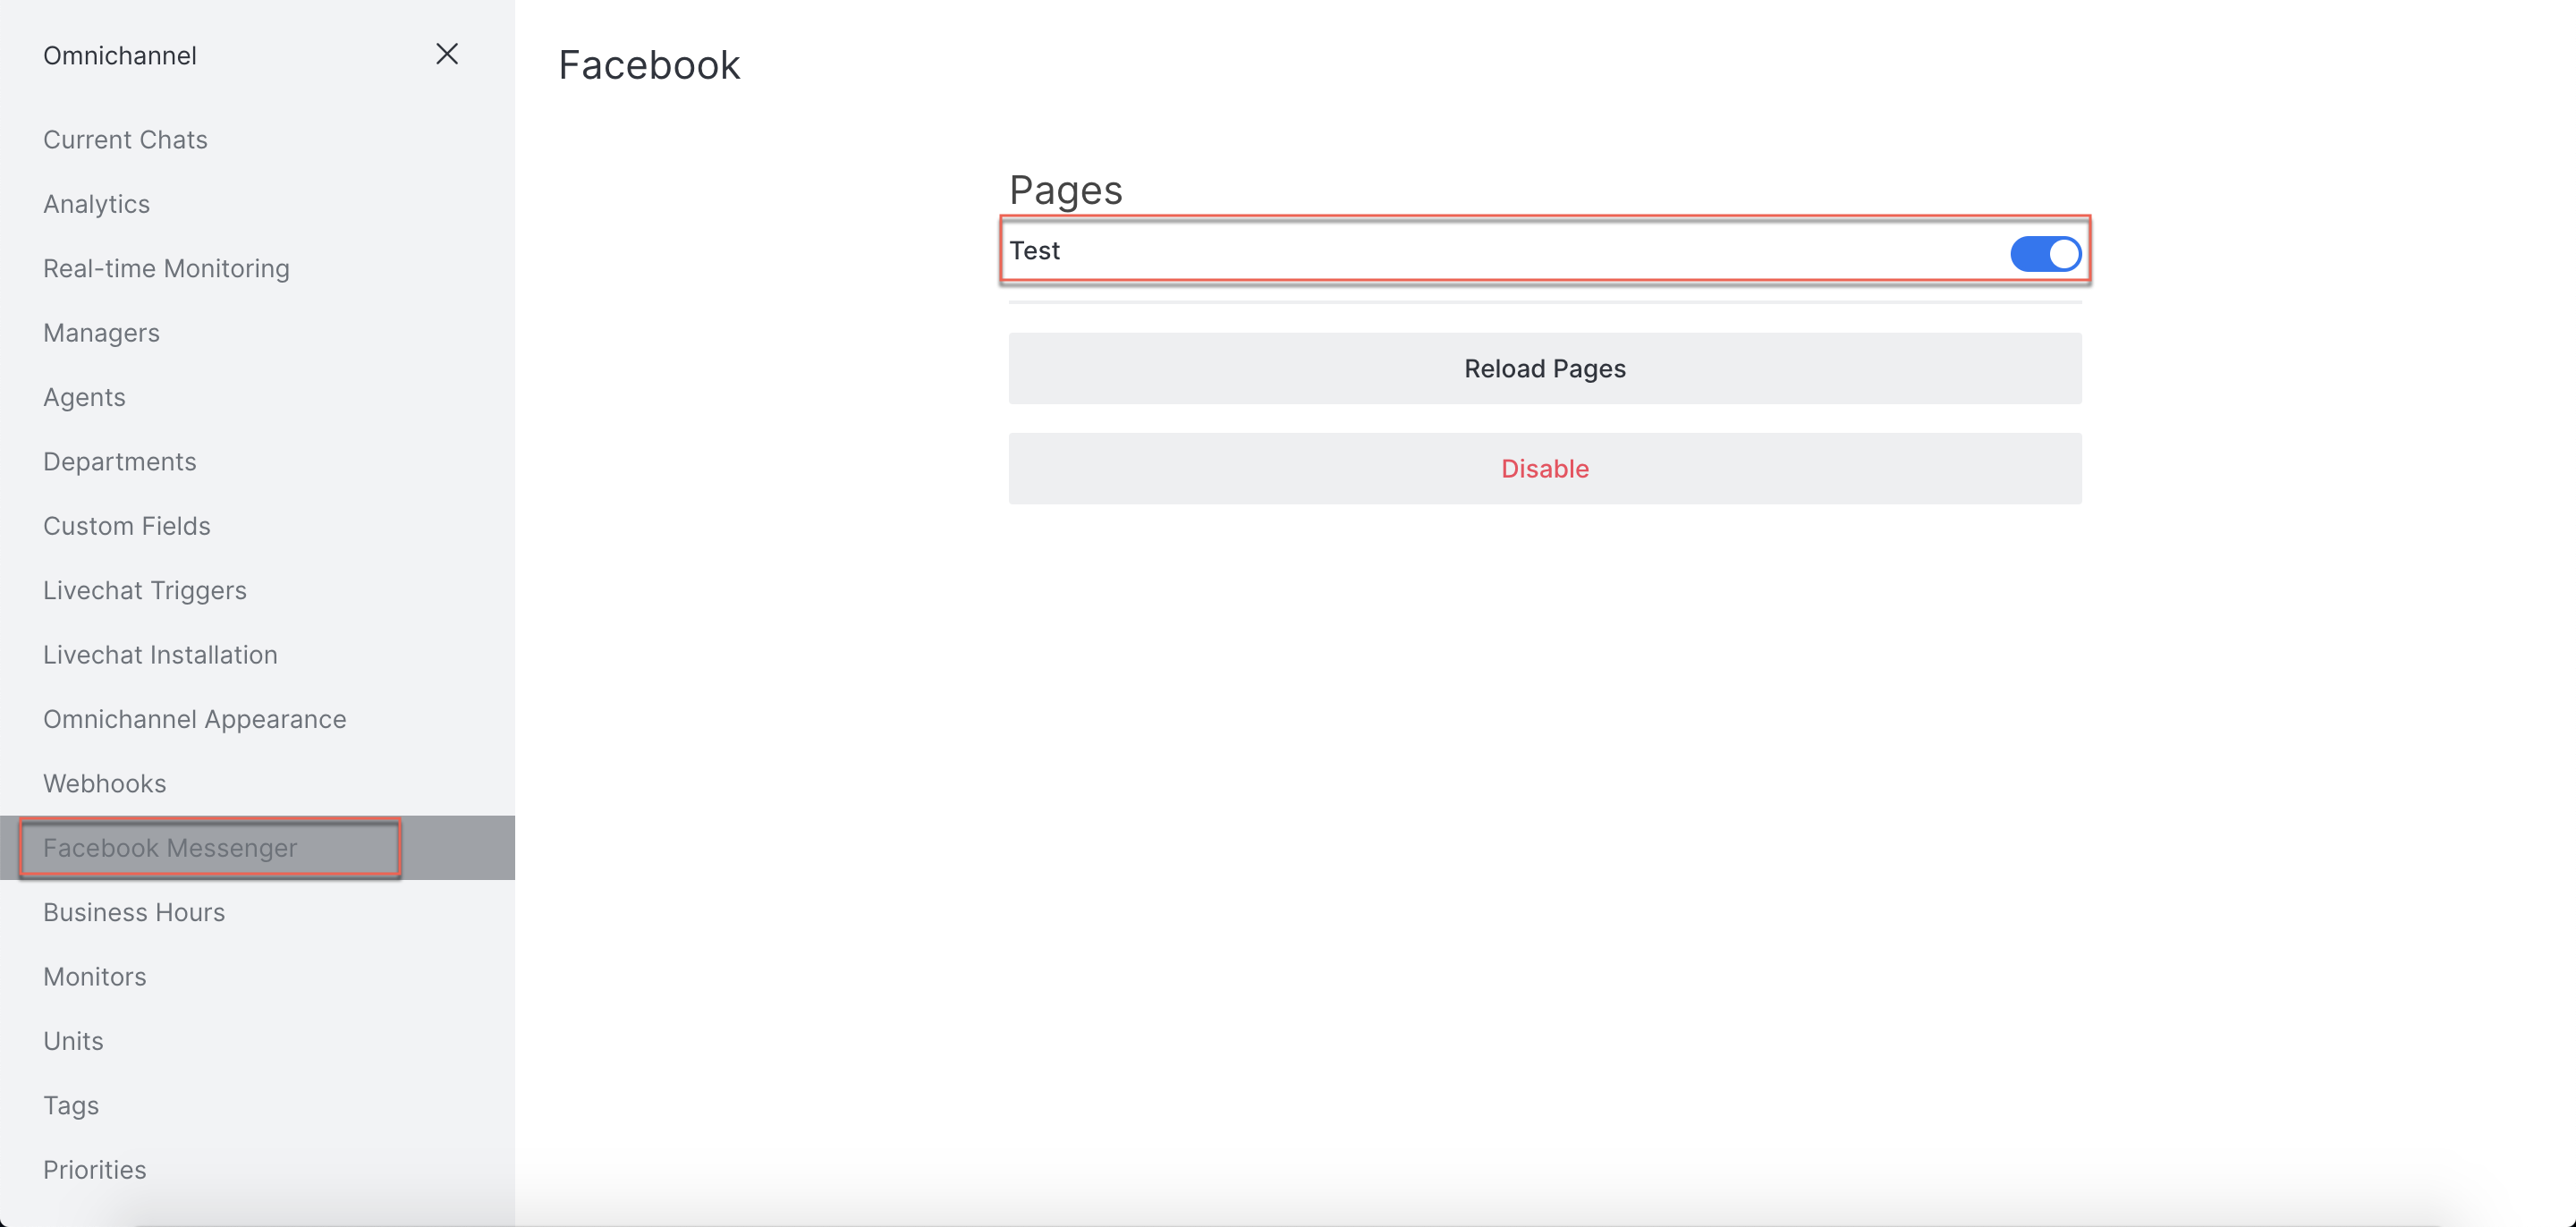 Omnichannel
Current Chats
Analytics
Real-time Monitoring
Managers
Agents
Departments
Custom Fields
Livechat Triggers
Livechat Installation
Omnichannel Appearance
Webhooks
Facebook Messenger
Business Hours
Monitors
Units
Tags
Priorities
Facebook
Pages
Test
Reload Pages
Disable